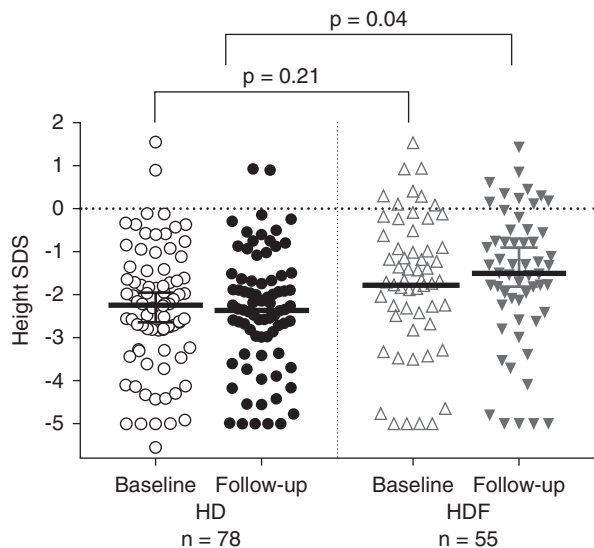 p = 0.04
p = 0.21
2
1
0
-1
-2
-3
-4
-5
Height SDS
Baseline Follow-up Baseline Follow-up
HD HDF
n = 78 n = 55